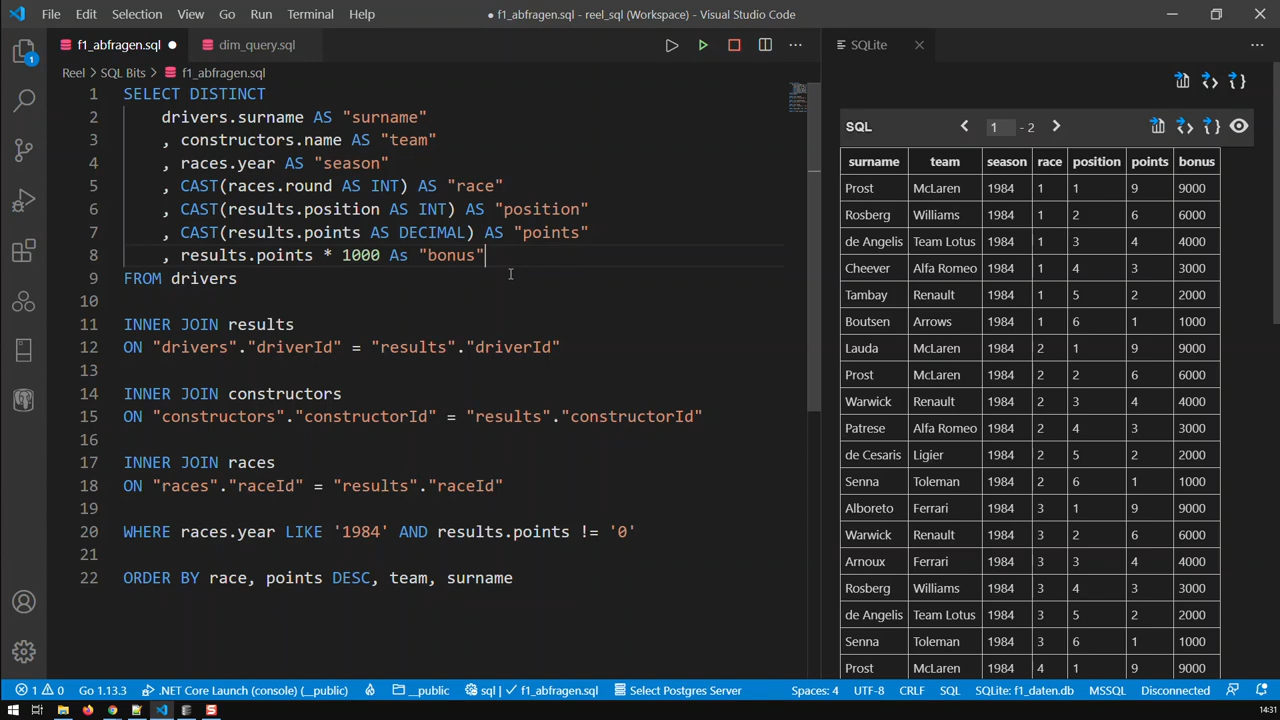 File Edit Selection View Go Run Terminal Help ● f1_abfragen.sql - reel_sql (Workspace) - Visual Studio Code
f1_abfragen.sql ● dim_query.sql
Reel > SQL Bits > f1_abfragen.sql
1
1 SELECT DISTINCT
2 drivers.surname AS "surname"
3 , constructors.name AS "team"
4 , races.year AS "season"
5 , CAST(races.round AS INT) AS "race"
6 , CAST(results.position AS INT) AS "position"
7 , CAST(results.points AS DECIMAL) AS "points"
8 , results.points * 1000 As "bonus"
9 FROM drivers
10
11 INNER JOIN results
12 ON "drivers"."driverId" = "results"."driverId"
13
14 INNER JOIN constructors
15 ON "constructors"."constructorId" = "results"."constructorId"
16
17 INNER JOIN races
18 ON "races"."raceId" = "results"."raceId"
19
20 WHERE races.year LIKE '1984' AND results.points != '0'
21
22 ORDER BY race, points DESC, team, surname
SQLite
SQL 1 - 2
surname team season race position points bonus
Prost McLaren 1984 1 1 9 9000
Rosberg Williams 1984 1 2 6 6000
de Angelis Team Lotus 1984 1 3 4 4000
Cheever Alfa Romeo 1984 1 4 3 3000
Tambay Renault 1984 1 5 2 2000
Boutsen Arrows 1984 1 6 1 1000
Lauda McLaren 1984 2 1 9 9000
Prost McLaren 1984 2 2 6 6000
Warwick Renault 1984 2 3 4 4000
Patrese Alfa Romeo 1984 2 4 3 3000
de Cesaris Ligier 1984 2 5 2 2000
Senna Toleman 1984 2 6 1 1000
Alboreto Ferrari 1984 3 1 9 9000
Warwick Renault 1984 3 2 6 6000
Arnoux Ferrari 1984 3 3 4 4000
Rosberg Williams 1984 3 4 3 3000
de Angelis Team Lotus 1984 3 5 2 2000
Senna Toleman 1984 3 6 1 1000
Prost McLaren 1984 4 1 9 9000
1 0 Go 1.13.3 .NET Core Launch (console) (__public) __public sql | ✓ f1_abfragen.sql Select Postgres Server Spaces: 4 UTF-8 CRLF SQL SQLite: f1_daten.db MSSQL Disconnected
14:31